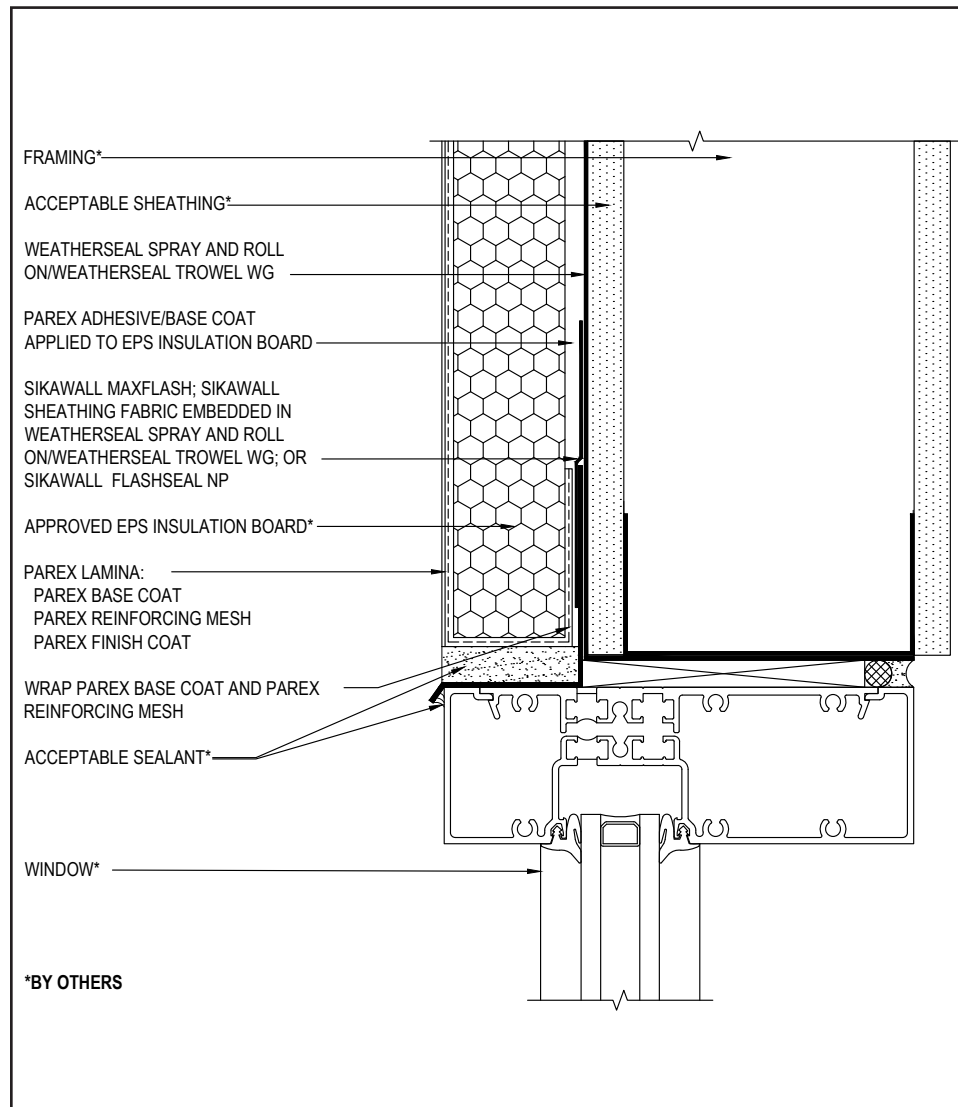 FRAMING*
ACCEPTABLE SHEATHING*
WEATHERSEAL SPRAY AND ROLL
ON/WEATHERSEAL TROWEL WG
PAREX ADHESIVE/BASE COAT
APPLIED TO EPS INSULATION BOARD
SIKAWALL MAXFLASH; SIKAWALL
SHEATHING FABRIC EMBEDDED IN
WEATHERSEAL SPRAY AND ROLL
ON/WEATHERSEAL TROWEL WG; OR
SIKAWALL FLASHSEAL NP
APPROVED EPS INSULATION BOARD*
PAREX LAMINA:
PAREX BASE COAT
PAREX REINFORCING MESH
PAREX FINISH COAT
WRAP PAREX BASE COAT AND PAREX
REINFORCING MESH
ACCEPTABLE SEALANT*
WINDOW*
*BY OTHERS